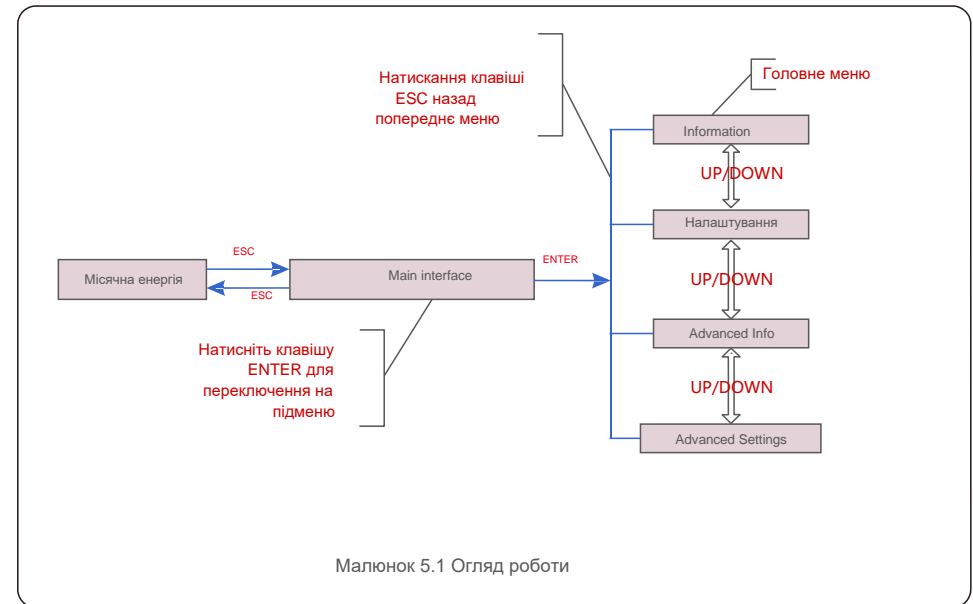 Натискання клавіші
ESC назад
попереднє меню
Головне меню
Information
UP/DOWN
Налаштування
ESC
ENTER
Місячна енергія
Main interface
UP/DOWN
ESC
Advanced Info
Натисніть клавішу
ENTER для
переключення на
підменю
UP/DOWN
Advanced Settings
Малюнок 5.1 Огляд роботи